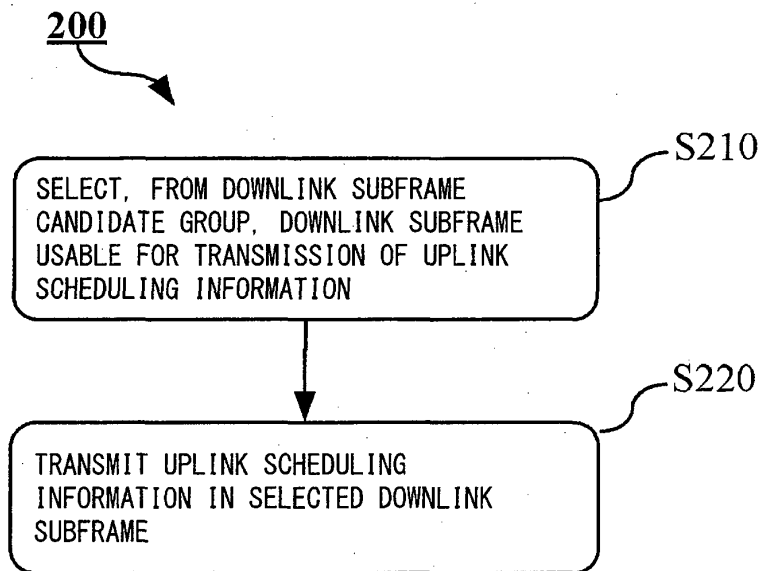 200
S210
SELECT, FROM DOWNLINK SUBFRAME
CANDIDATE GROUP, DOWNLINK SUBFRAME
USABLE FOR TRANSMISSION OF UPLINK
SCHEDULING INFORMATION
S220
TRANSMIT UPLINK SCHEDULING
INFORMATION IN SELECTED DOWNLINK
SUBFRAME